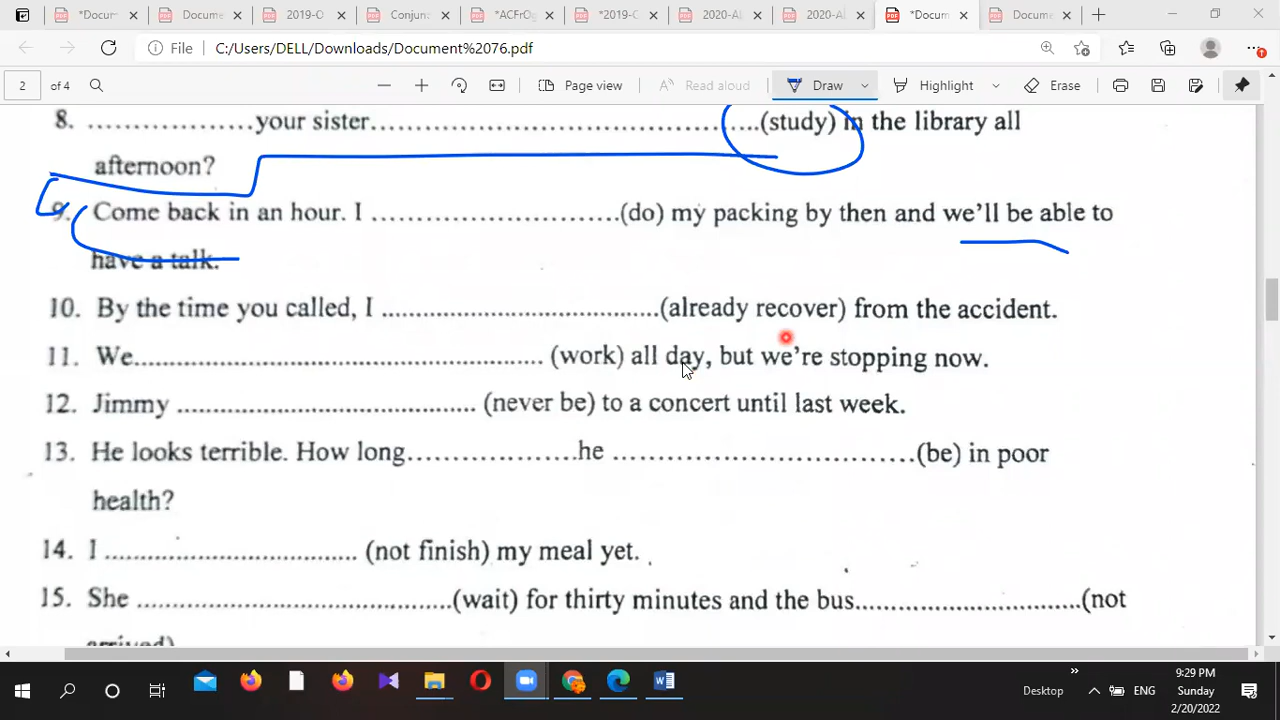 *Docum
Docume
2019-O
Conjunc
*ACFrOg
*2019-C
2020-Al
2020-Al
*Docum
Docume
File C:/Users/DELL/Downloads/Document%2076.pdf
2 of 4 Page view Read aloud Draw Highlight Erase
8. ..................your sister............................................(study) in the library all
afternoon?
9. Come back in an hour. I ............................(do) my packing by then and we'll be able to
have a talk.
10. By the time you called, I .......................................(already recover) from the accident.
11. We......................................................... (work) all day, but we're stopping now.
12. Jimmy .......................................... (never be) to a concert until last week.
13. He looks terrible. How long...................he ..................................(be) in poor
health?
14. I .................................... (not finish) my meal yet.
15. She .............................................(wait) for thirty minutes and the bus................................(not
arrived)
Desktop ENG
9:29 PM
Sunday
2/20/2022